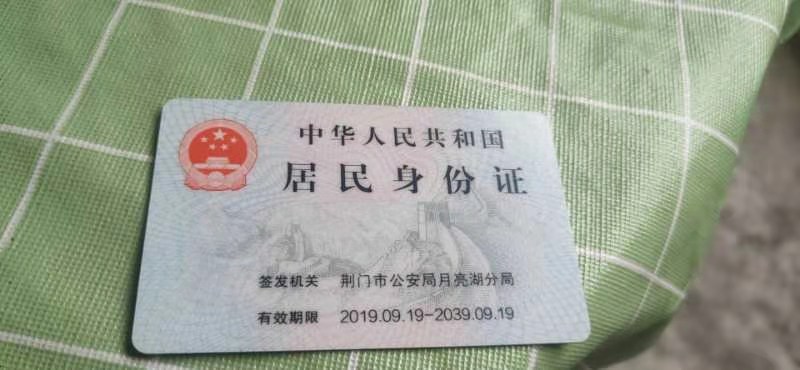 中华人民共和国
居民身份证
签发机关 荆门市公安局月亮湖分局
有效期限 2019.09.19-2039.09.19